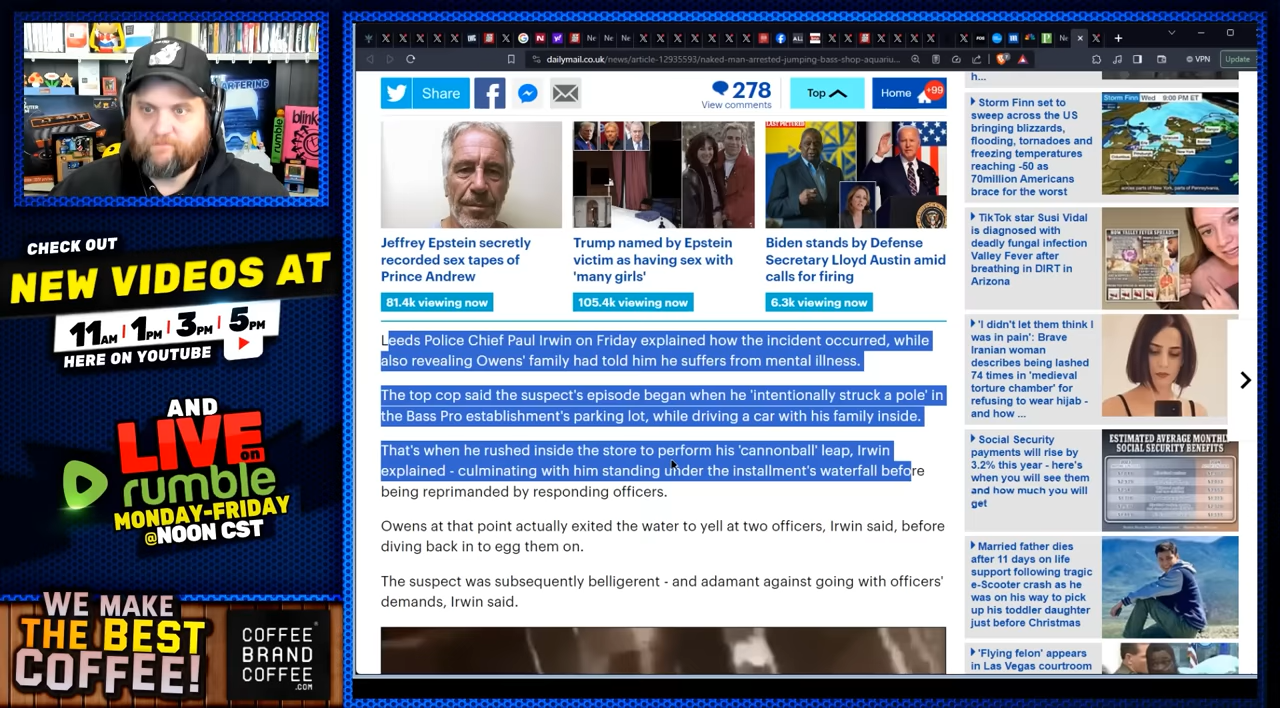 CHECK OUT
NEW VIDEOS AT
11AM | 1PM | 3PM | 5PM
HERE ON YOUTUBE
AND
LIVE on
rumble
MONDAY-FRIDAY
@NOON CST
WE MAKE
THE BEST
COFFEE!
COFFEE
BRAND
COFFEE
.COM
dailymail.co.uk/news/article-12935593/naked-man-arrested-jumping-bass-shop-aquariu...
VPN
Update
Share
278
View comments
Top
Home
+99
Jeffrey Epstein secretly
recorded sex tapes of
Prince Andrew
81.4k viewing now
Trump named by Epstein
victim as having sex with
'many girls'
105.4k viewing now
Biden stands by Defense
Secretary Lloyd Austin amid
calls for firing
6.3k viewing now
Leeds Police Chief Paul Irwin on Friday explained how the incident occurred, while
also revealing Owens' family had told him he suffers from mental illness.
The top cop said the suspect's episode began when he 'intentionally struck a pole' in
the Bass Pro establishment's parking lot, while driving a car with his family inside.
That's when he rushed inside the store to perform his 'cannonball' leap, Irwin
explained - culminating with him standing under the installment's waterfall before
being reprimanded by responding officers.
Owens at that point actually exited the water to yell at two officers, Irwin said, before
diving back in to egg them on.
The suspect was subsequently belligerent - and adamant against going with officers'
demands, Irwin said.
h...
Storm Finn set to
sweep across the US
bringing blizzards,
flooding, tornadoes and
freezing temperatures
reaching -50 as
70million Americans
brace for the worst
Storm Finn Wed 9:00 PM ET
TikTok star Susi Vidal
is diagnosed with
deadly fungal infection
Valley Fever after
breathing in DIRT in
Arizona
'I didn't let them think I
was in pain': Brave
Iranian woman
describes being lashed
74 times in 'medieval
torture chamber' for
refusing to wear hijab -
and how ...
Social Security
payments will rise by
3.2% this year - here's
when you will see them
and how much you will
get
ESTIMATED AVERAGE MONTHL
SOCIAL SECURITY BENEFITS
Married father dies
after 11 days on life
support following tragic
e-Scooter crash as he
was on his way to pick
up his toddler daughter
just before Christmas
'Flying felon' appears
in Las Vegas courtroom